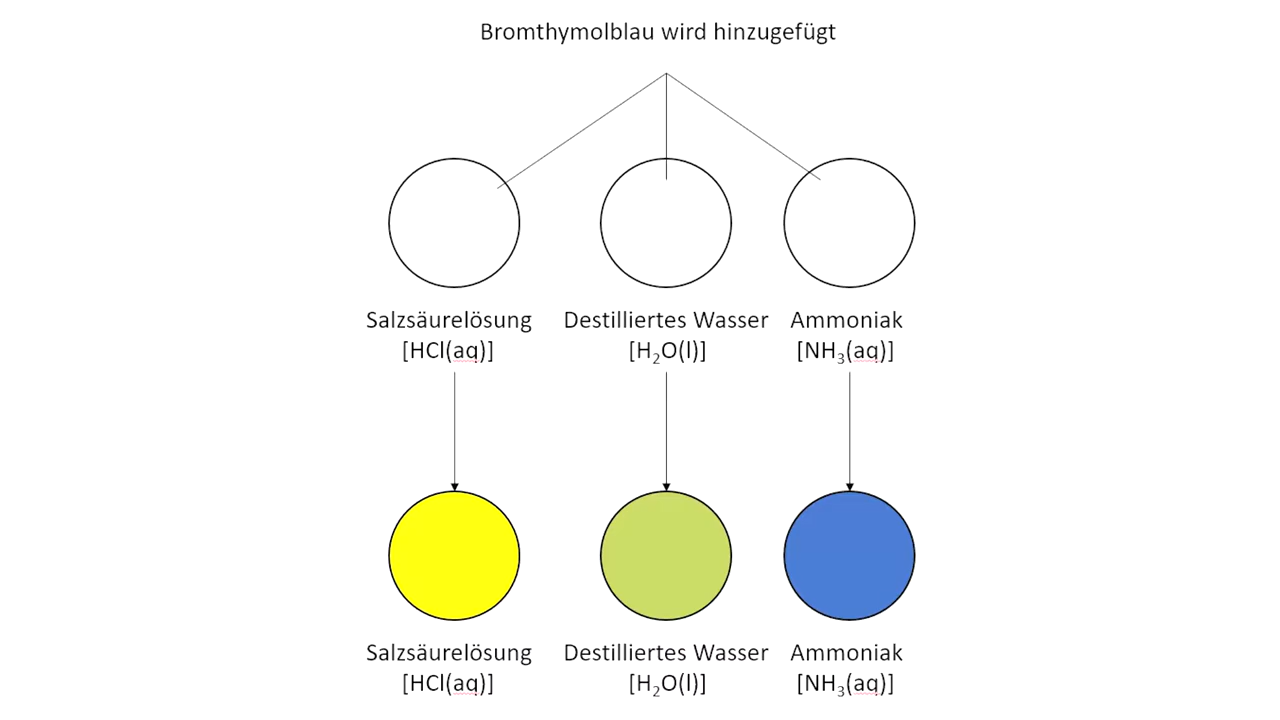 Bromthymolblau wird hinzugefügt
Salzsäurelösung
[HCl(aq)]
Destilliertes Wasser
[H₂O(l)]
Ammoniak
[NH₃(aq)]
Salzsäurelösung
[HCl(aq)]
Destilliertes Wasser
[H₂O(l)]
Ammoniak
[NH₃(aq)]